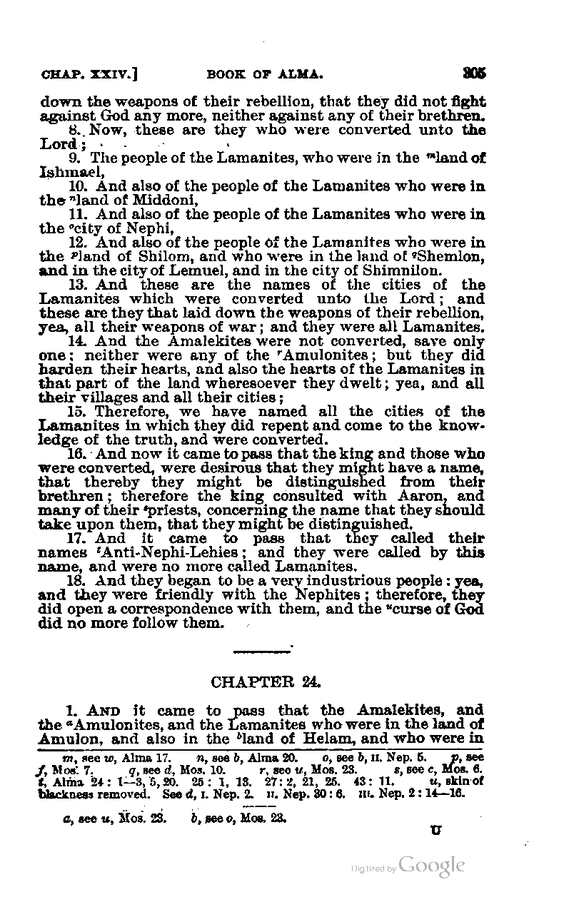 CHAP. XXIV.] BOOK OF ALMA. 305
down the weapons of their rebellion, that they did not fight
against God any more, neither against any of their brethren.
8. Now, these are they who were converted unto the
Lord;
9. The people of the Lamanites, who were in the ᵐland of
Ishmael,
10. And also of the people of the Lamanites who were in
the ⁿland of Middoni,
11. And also of the people of the Lamanites who were in
the ᵒcity of Nephi,
12. And also of the people of the Lamanites who were in
the ᵖland of Shilom, and who were in the land of qShemlon,
and in the city of Lemuel, and in the city of Shimnilon.
13. And these are the names of the cities of the
Lamanites which were converted unto the Lord; and
these are they that laid down the weapons of their rebellion,
yea, all their weapons of war; and they were all Lamanites.
14. And the Amalekites were not converted, save only
one; neither were any of the ʳAmulonites; but they did
harden their hearts, and also the hearts of the Lamanites in
that part of the land wheresoever they dwelt; yea, and all
their villages and all their cities;
15. Therefore, we have named all the cities of the
Lamanites in which they did repent and come to the know-
ledge of the truth, and were converted.
16. And now it came to pass that the king and those who
were converted, were desirous that they might have a name,
that thereby they might be distinguished from their
brethren; therefore the king consulted with Aaron, and
many of their ˢpriests, concerning the name that they should
take upon them, that they might be distinguished.
17. And it came to pass that they called their
names ᵗAnti-Nephi-Lehies; and they were called by this
name, and were no more called Lamanites.
18. And they began to be a very industrious people: yea,
and they were friendly with the Nephites; therefore, they
did open a correspondence with them, and the ᵘcurse of God
did no more follow them.
CHAPTER 24.
1. AND it came to pass that the Amalekites, and
the ᵃAmulonites, and the Lamanites who were in the land of
Amulon, and also in the ᵇland of Helam, and who were in
m, see w, Alma 17. n, see b, Alma 20. o, see b, II. Nep. 5. p, see
f, Mos. 7. q, see d, Mos. 10. r, see u, Mos. 23. s, see c, Mos. 6.
t, Alma 24: 1—3, 5, 20. 25: 1, 13. 27: 2, 21, 25. 43: 11. u, skin of
blackness removed. See d, I. Nep. 2. II. Nep. 30: 6. III. Nep. 2: 14—16.
a, see u, Mos. 23. b, see o, Mos. 23.
U
Digitized by Google